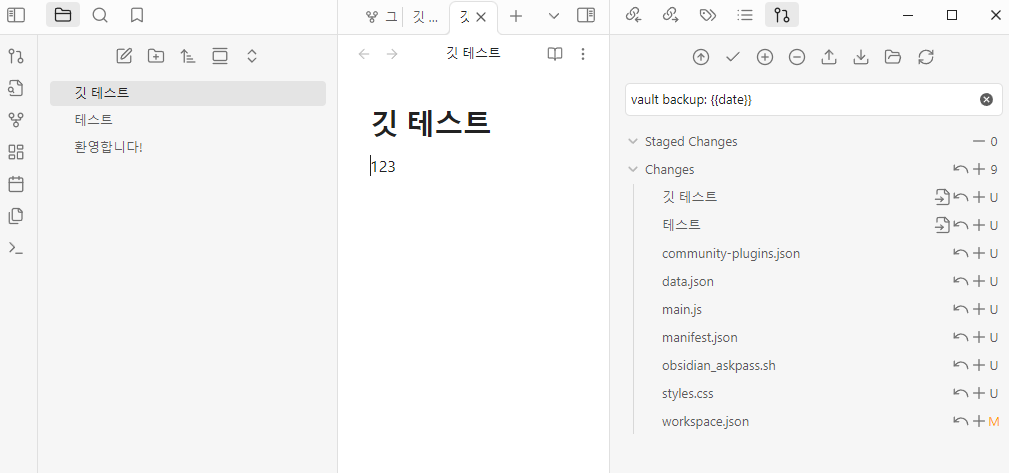 그
깃 ...
깃
깃 테스트
테스트
환영합니다!
깃 테스트
깃 테스트
123
vault backup: {{date}}
Staged Changes 0
Changes 9
깃 테스트 U
테스트 U
community-plugins.json U
data.json U
main.js U
manifest.json U
obsidian_askpass.sh U
styles.css U
workspace.json M